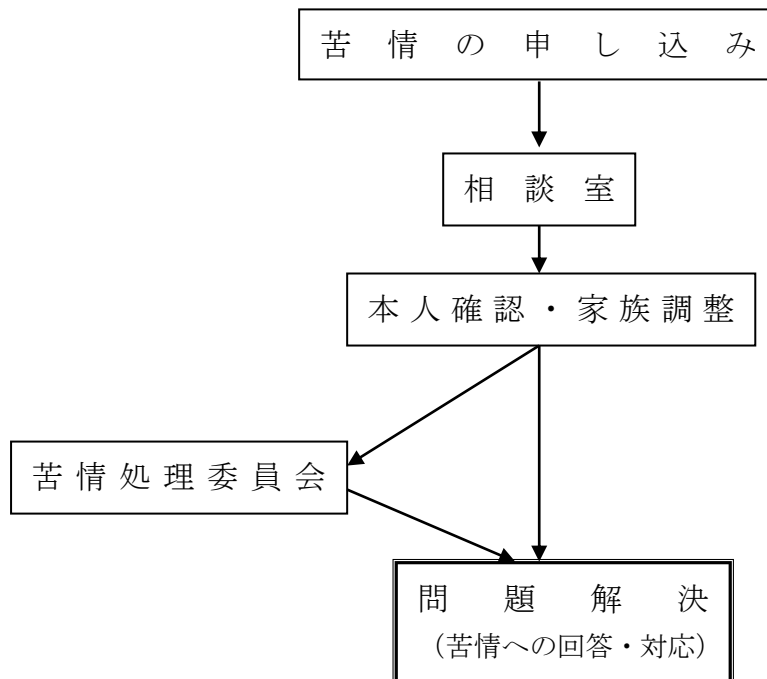 苦情の申し込み
相談室
本人確認・家族調整
苦情処理委員会
問題解決
（苦情への回答・対応）